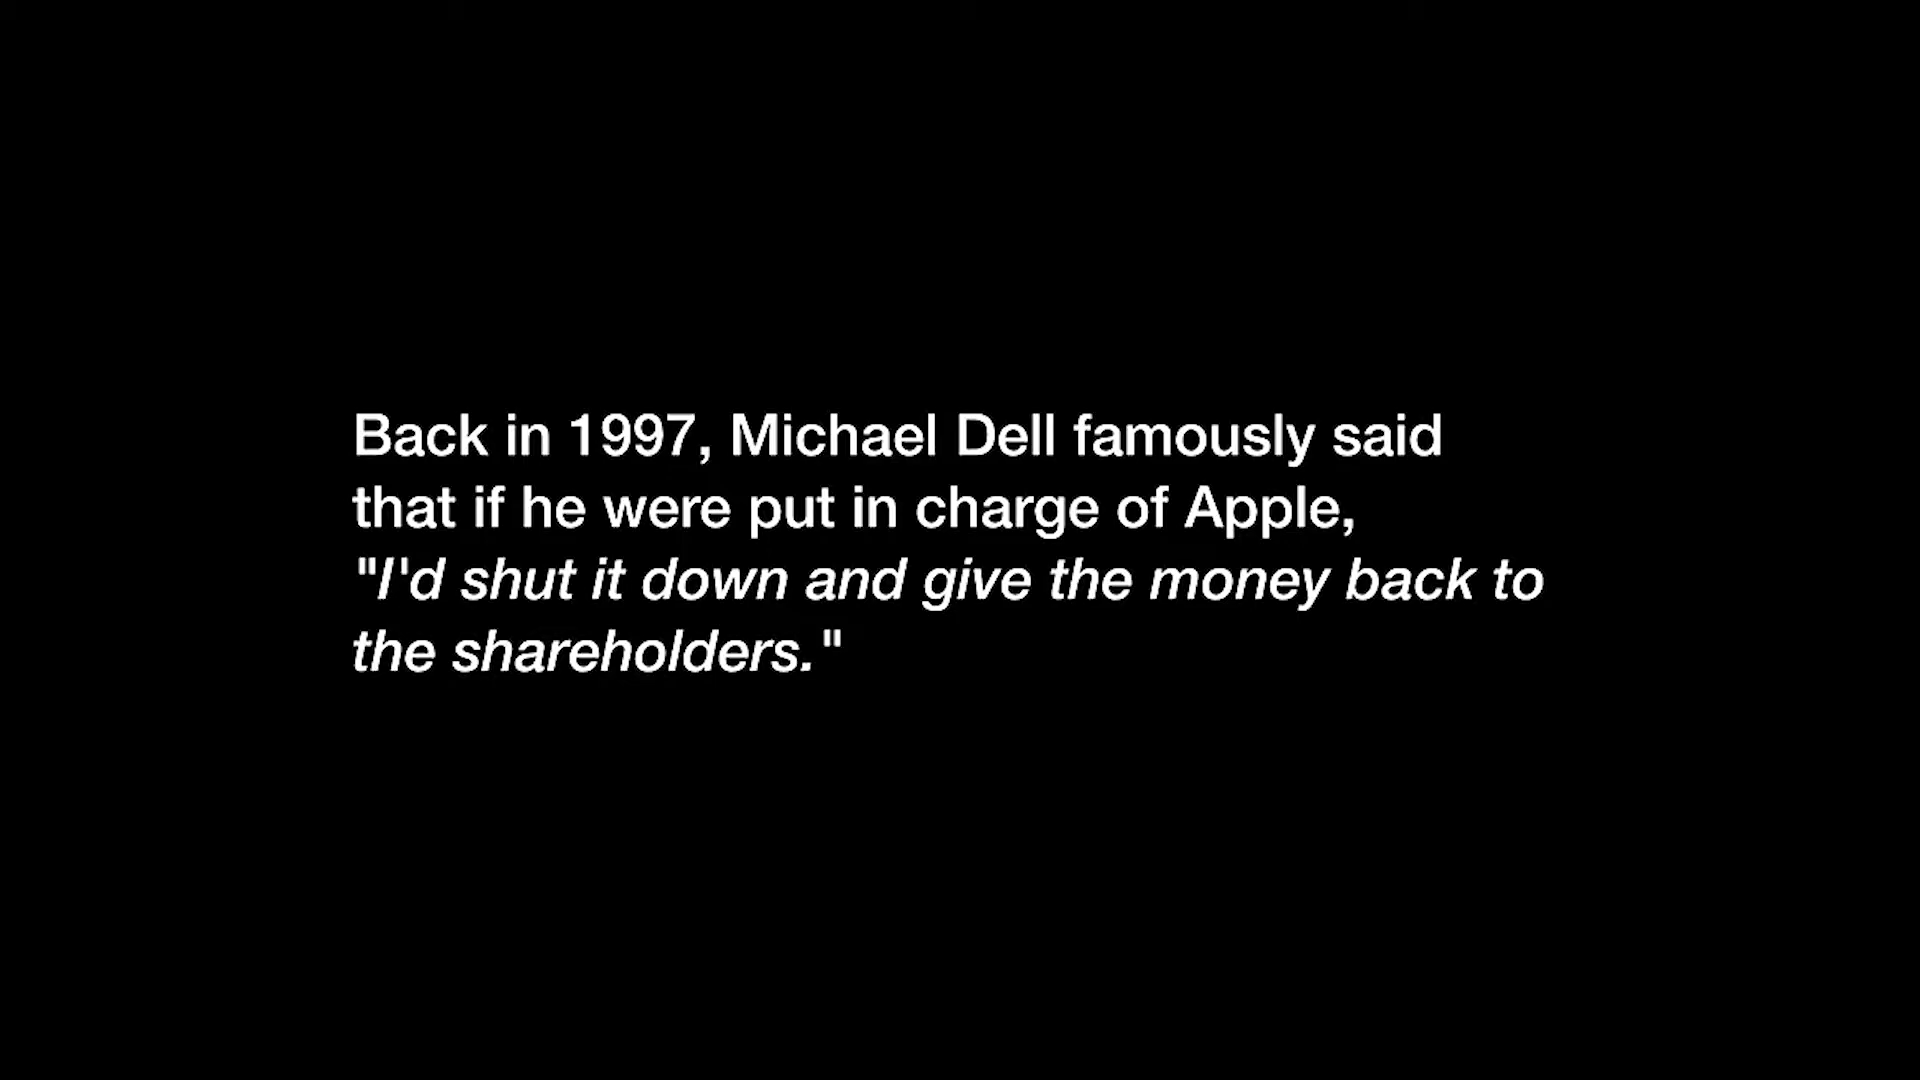 Back in 1997, Michael Dell famously said
that if he were put in charge of Apple,
"I'd shut it down and give the money back to
the shareholders."